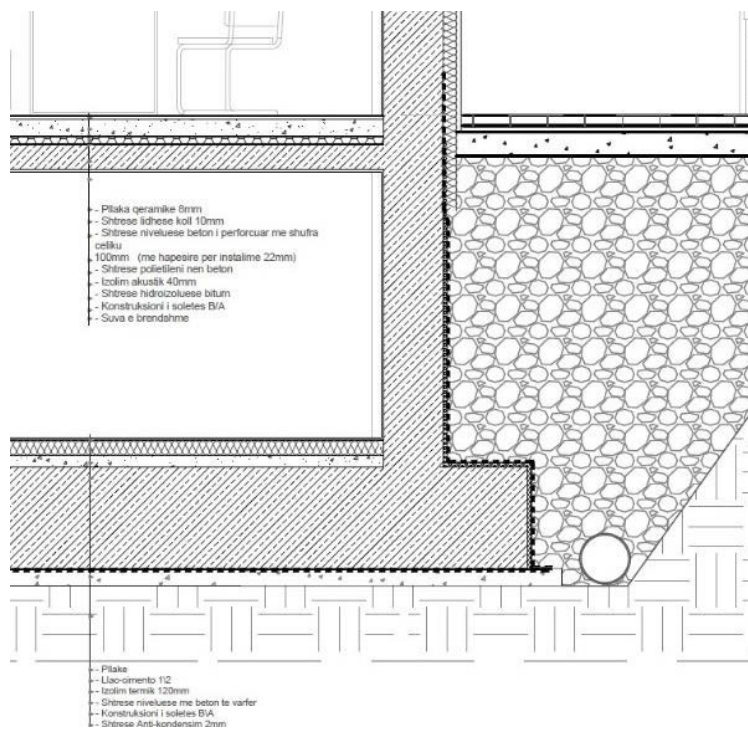 - Pllaka qeramike 6mm
- Shtrese lidhese koll 10mm
- Shtrese niveluese beton i perforcuar me shufra
celiku
100mm (me hapesire per instalime 22mm)
- Shtrese polietileni nen beton
- Izolim akustik 40mm
- Shtrese hidroizoluese bitum
- Konstruksioni i soletes B/A
- Suva e brendshme
- Pllake
- Llac-cimento 1\2
- Izolim termik 120mm
- Shtrese niveluese me beton te varfer
- Konstruksioni i soletes B\A
- Shtrese Anti-kondensim 2mm